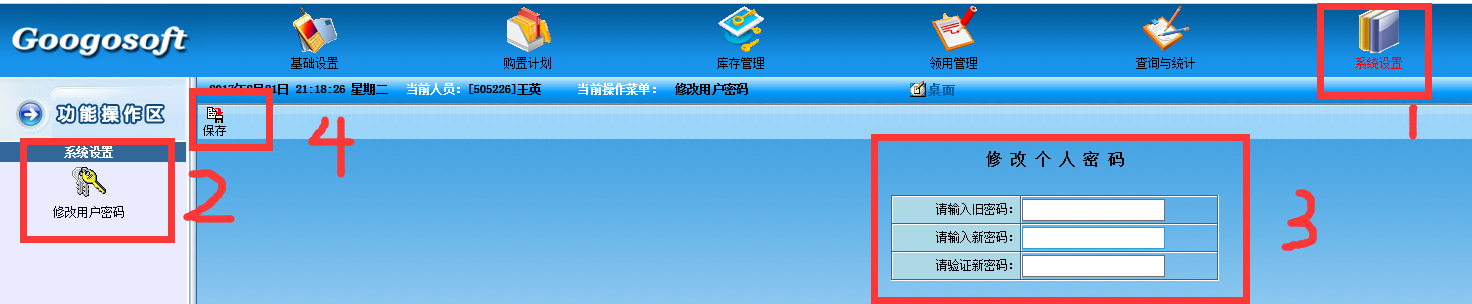 Googosoft
基础设置
购置计划
库存管理
领用管理
查询与统计
系统设置
21:18:26 星期二 当前人员:[505226]王英 当前操作菜单: 修改用户密码 桌面
1
功能操作区
保存
4
系统设置
修改用户密码
2
修改个人密码
请输入旧密码:
请输入新密码:
请验证新密码:
3